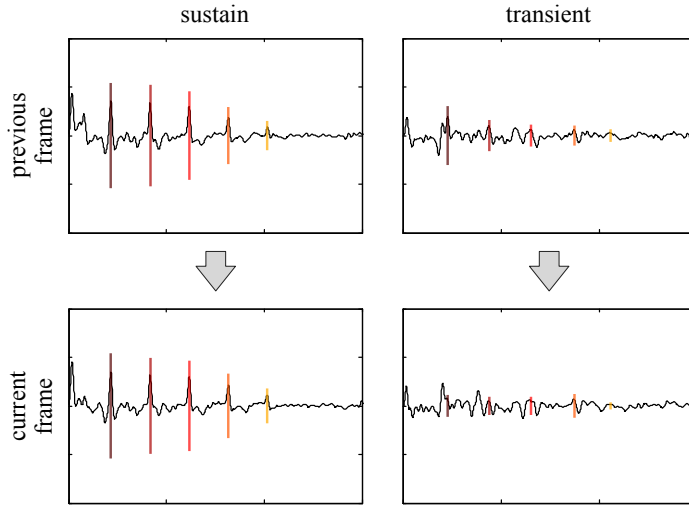 sustain
transient
previous
frame
current
frame